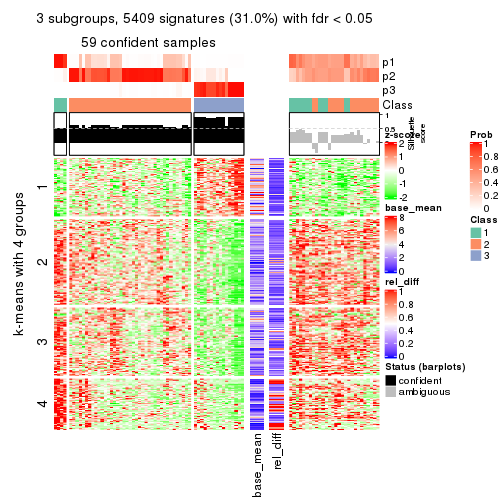 3 subgroups, 5409 signatures (31.0%) with fdr < 0.05
59 confident samples
p1
p2
p3
Class
1
0.5
0
Silhouette
score
k-means with 4 groups
1
2
3
4
base_mean
rel_diff
z-score
2
1
0
-1
-2
base_mean
8
6
4
2
0
rel_diff
1
0.8
0.6
0.4
0.2
0
Status (barplots)
confident
ambiguous
Prob
1
0.8
0.6
0.4
0.2
0
Class
1
2
3